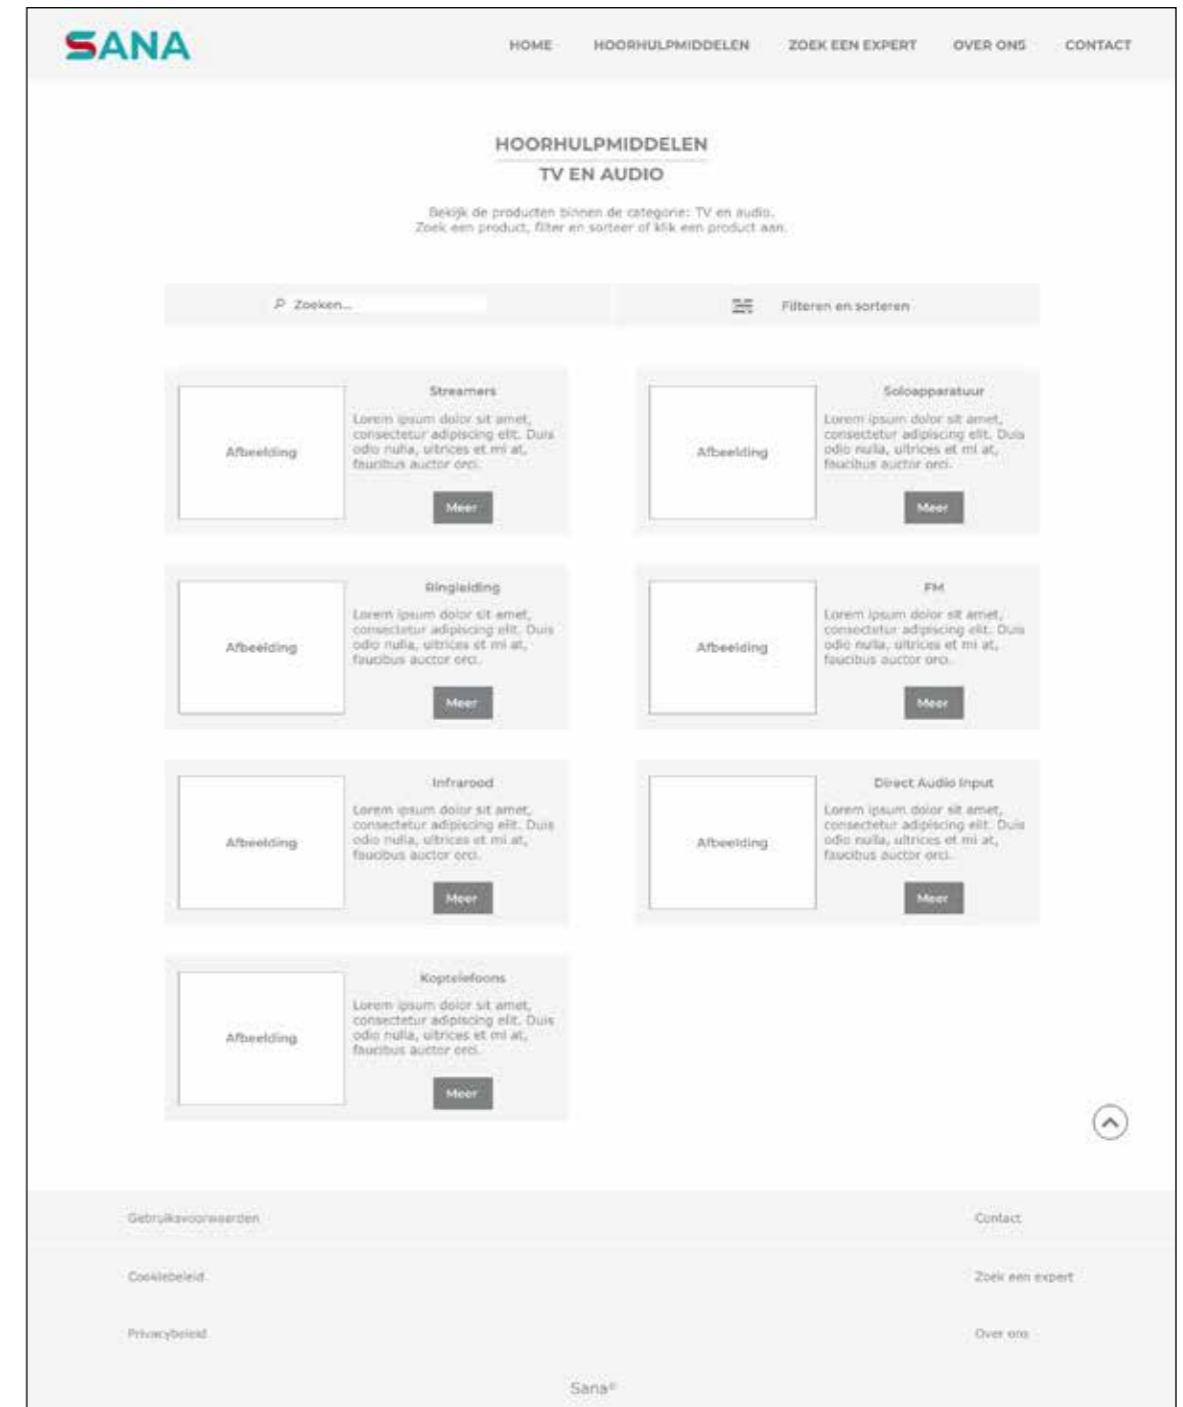 SANA
HOME HOORHULPMIDDELEN ZOEK EEN EXPERT OVER ONS CONTACT
HOORHULPMIDDELEN
TV EN AUDIO
Bekijk de producten binnen de categorie: TV en audio.
Zoek een product, filter en sorteer of klik een product aan.
Zoeken...
Filteren en sorteren
Afbeelding
Streamers
Lorem ipsum dolor sit amet,
consectetur adipiscing elit. Duis
odio nulla, ultrices et mi at,
faucibus auctor orci.
Meer
Afbeelding
Soloapparatuur
Lorem ipsum dolor sit amet,
consectetur adipiscing elit. Duis
odio nulla, ultrices et mi at,
faucibus auctor orci.
Meer
Afbeelding
Ringleiding
Lorem ipsum dolor sit amet,
consectetur adipiscing elit. Duis
odio nulla, ultrices et mi at,
faucibus auctor orci.
Meer
Afbeelding
FM
Lorem ipsum dolor sit amet,
consectetur adipiscing elit. Duis
odio nulla, ultrices et mi at,
faucibus auctor orci.
Meer
Afbeelding
Infrarood
Lorem ipsum dolor sit amet,
consectetur adipiscing elit. Duis
odio nulla, ultrices et mi at,
faucibus auctor orci.
Meer
Afbeelding
Direct Audio Input
Lorem ipsum dolor sit amet,
consectetur adipiscing elit. Duis
odio nulla, ultrices et mi at,
faucibus auctor orci.
Meer
Afbeelding
Koptelefoons
Lorem ipsum dolor sit amet,
consectetur adipiscing elit. Duis
odio nulla, ultrices et mi at,
faucibus auctor orci.
Meer
Gebruiksvoorwaarden
Contact
Cookiebeleid
Zoek een expert
Privacybeleid
Over ons
Sana®